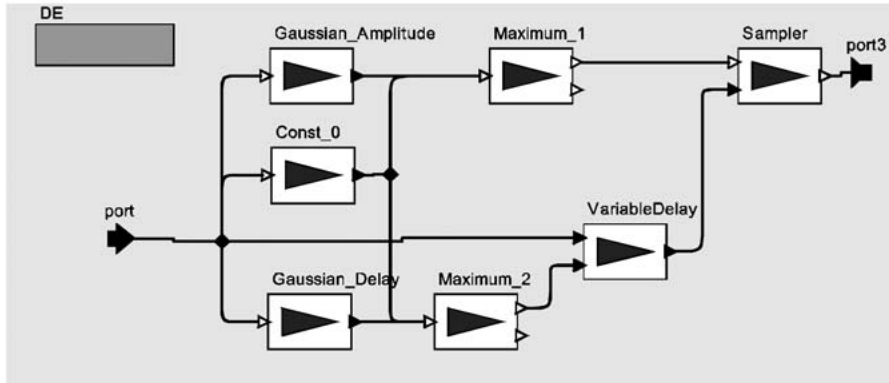 DE
Gaussian_Amplitude
Maximum_1
Sampler
port3
Const_0
port
VariableDelay
Gaussian_Delay
Maximum_2